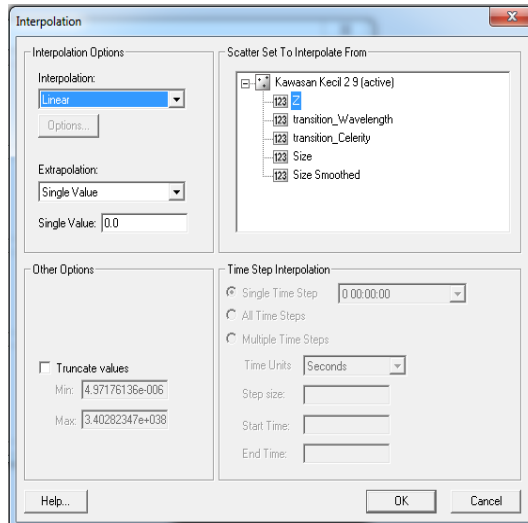 Interpolation
Interpolation Options
Interpolation:
Linear
Options...
Extrapolation:
Single Value
Single Value: 0.0
Scatter Set To Interpolate From
Kawasan Kecil 2 9 (active)
123 Z
123 transition_Wavelength
123 transition_Celerity
123 Size
123 Size Smoothed
Other Options
Truncate values
Min: 4.97176136e-006
Max: 3.40282347e+038
Time Step Interpolation
Single Time Step 0 00:00:00
All Time Steps
Multiple Time Steps
Time Units Seconds
Step size:
Start Time:
End Time:
Help...
OK
Cancel